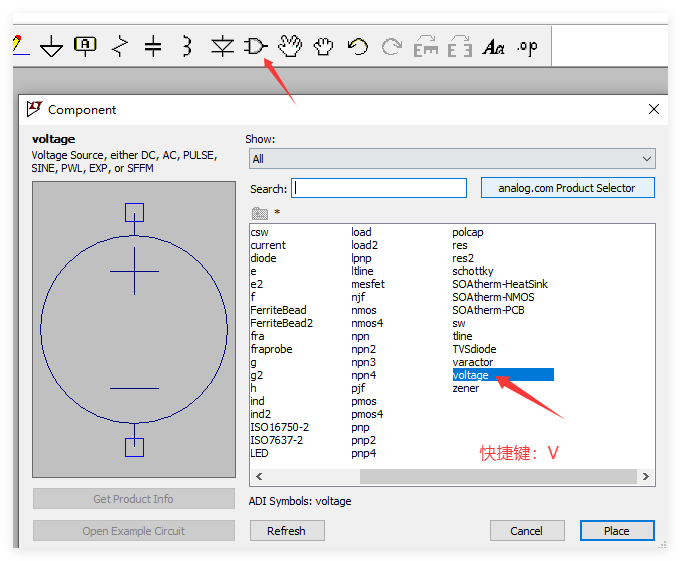 A
Aa
.op
Component
voltage
Voltage Source, either DC, AC, PULSE,
SINE, PWL, EXP, or SFFM
Show:
All
Search:
analog.com Product Selector
*
csw
current
diode
e
e2
f
FerriteBead
FerriteBead2
fra
fraprobe
g
g2
h
ind
ind2
ISO16750-2
ISO7637-2
LED
load
load2
lpnp
ltline
mesfet
njf
nmos
nmos4
npn
npn2
npn3
npn4
pjf
pmos
pmos4
pnp
pnp2
pnp4
polcap
res
res2
schottky
SOAtherm-HeatSink
SOAtherm-NMOS
SOAtherm-PCB
sw
tline
TVSdiode
varactor
voltage
zener
快捷键：V
ADI Symbols: voltage
Get Product Info
Open Example Circuit
Refresh
Cancel
Place